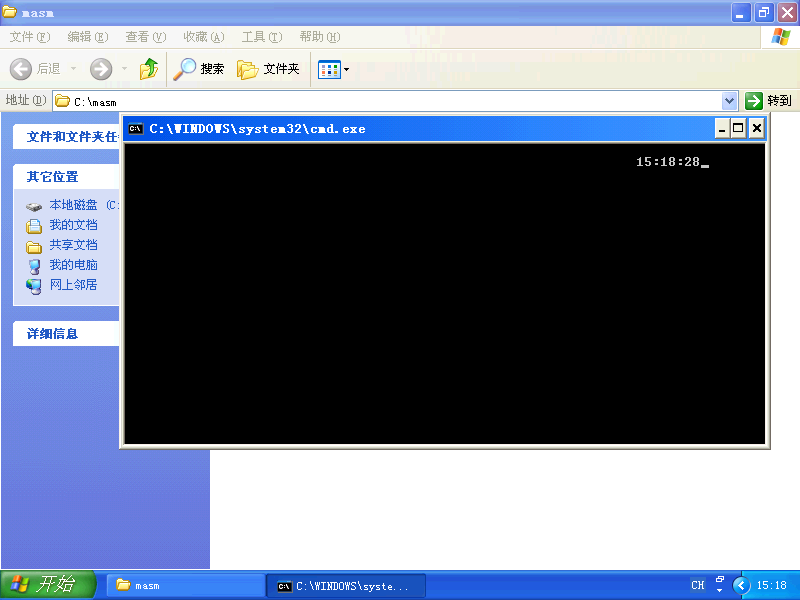 masm
文件(F) 编辑(E) 查看(V) 收藏(A) 工具(T) 帮助(H)
后退 搜索 文件夹
地址(D) C:\masm 转到
C:\WINDOWS\system32\cmd.exe
15:18:28_
文件和文件夹任
其它位置
本地磁盘 (C:
我的文档
共享文档
我的电脑
网上邻居
详细信息
开始 masm C:\WINDOWS\syste... CH 15:18